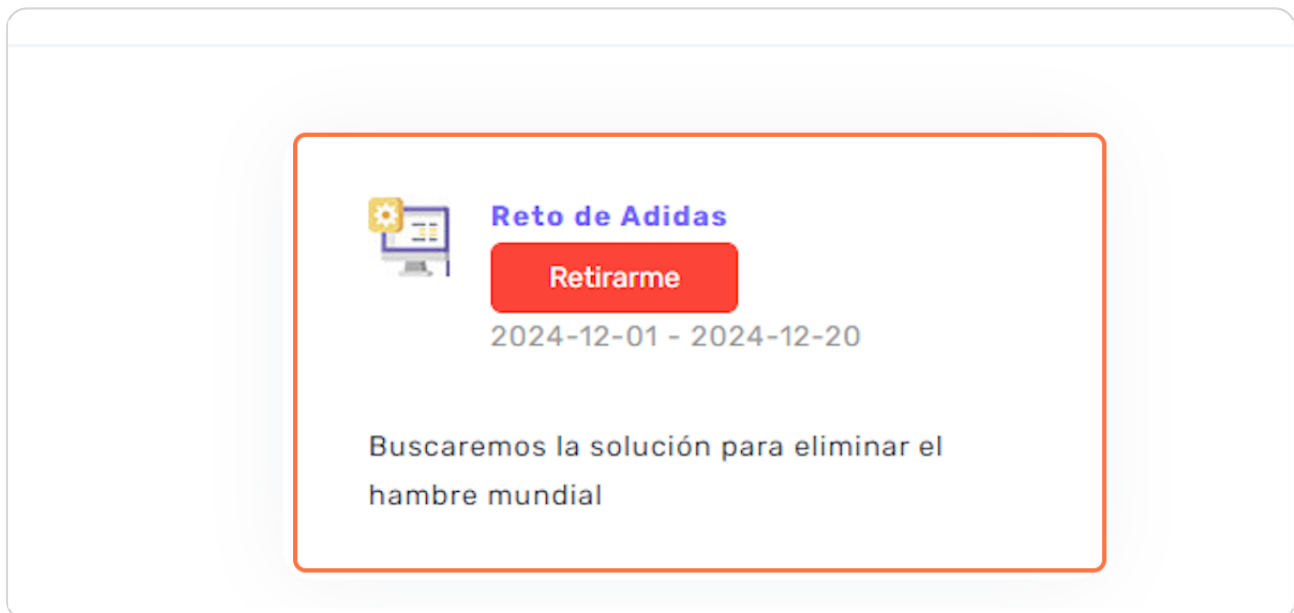 Reto de Adidas
Retirarme
2024-12-01 - 2024-12-20
Buscaremos la solución para eliminar el
hambre mundial